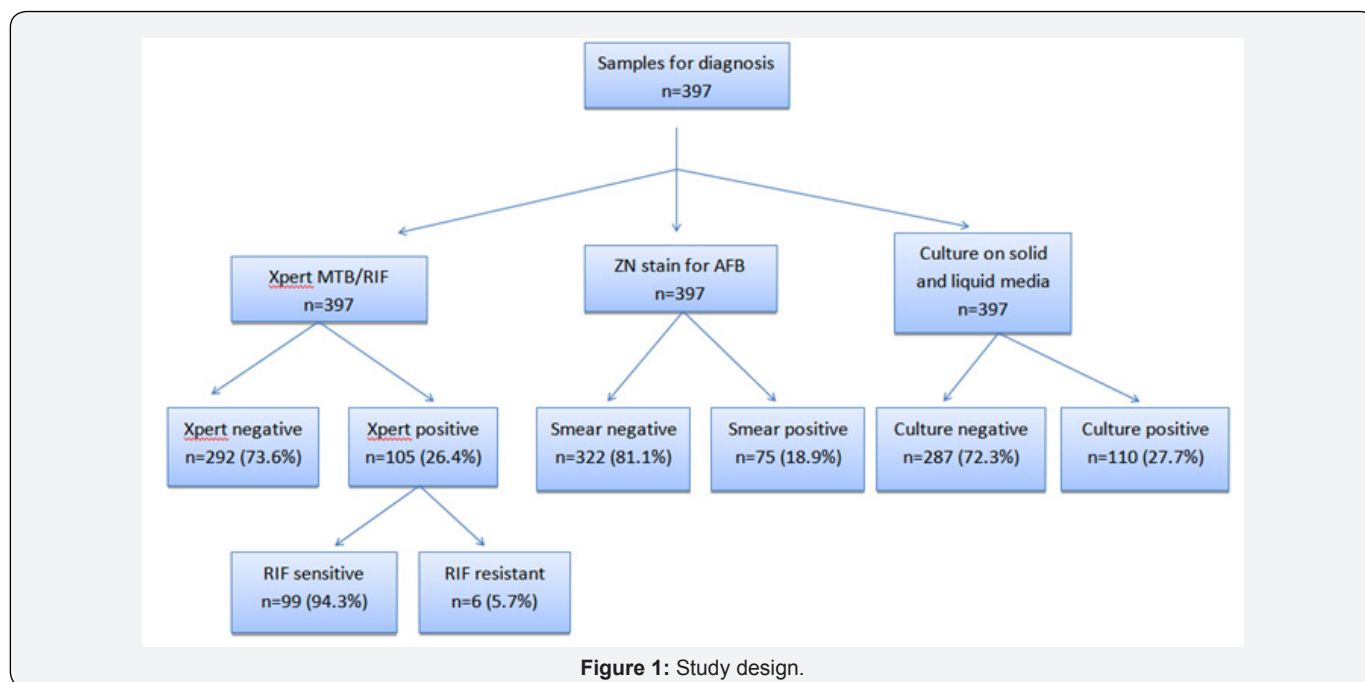 Samples for diagnosis
n=397
Xpert MTB/RIF
n=397
ZN stain for AFB
n=397
Culture on solid
and liquid media
n=397
Xpert negative
n=292 (73.6%)
Xpert positive
n=105 (26.4%)
Smear negative
n=322 (81.1%)
Smear positive
n=75 (18.9%)
Culture negative
n=287 (72.3%)
Culture positive
n=110 (27.7%)
RIF sensitive
n=99 (94.3%)
RIF resistant
n=6 (5.7%)
Figure 1: Study design.